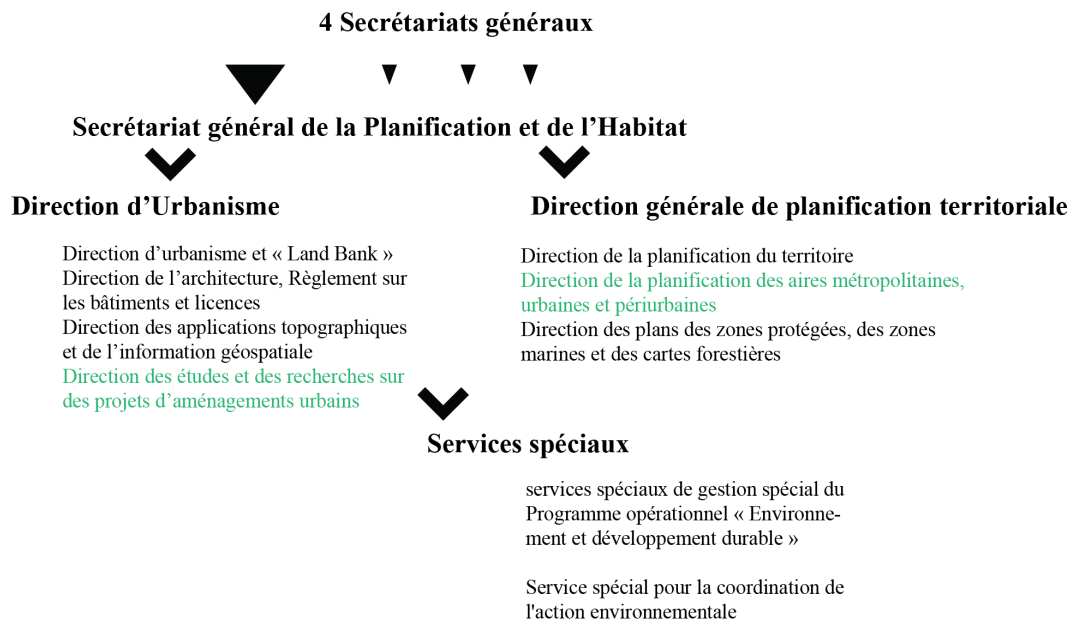 4 Secrétariats généraux
Secrétariat général de la Planification et de l’Habitat
Direction d’Urbanisme
Direction d’urbanisme et « Land Bank »
Direction de l’architecture, Règlement sur
les bâtiments et licences
Direction des applications topographiques
et de l’information géospatiale
Direction des études et des recherches sur
des projets d’aménagements urbains
Direction générale de planification territoriale
Direction de la planification du territoire
Direction de la planification des aires métropolitaines,
urbaines et périurbaines
Direction des plans des zones protégées, des zones
marines et des cartes forestières
Services spéciaux
services spéciaux de gestion spécial du
Programme opérationnel « Environne-
ment et développement durable »
Service spécial pour la coordination de
l'action environnementale